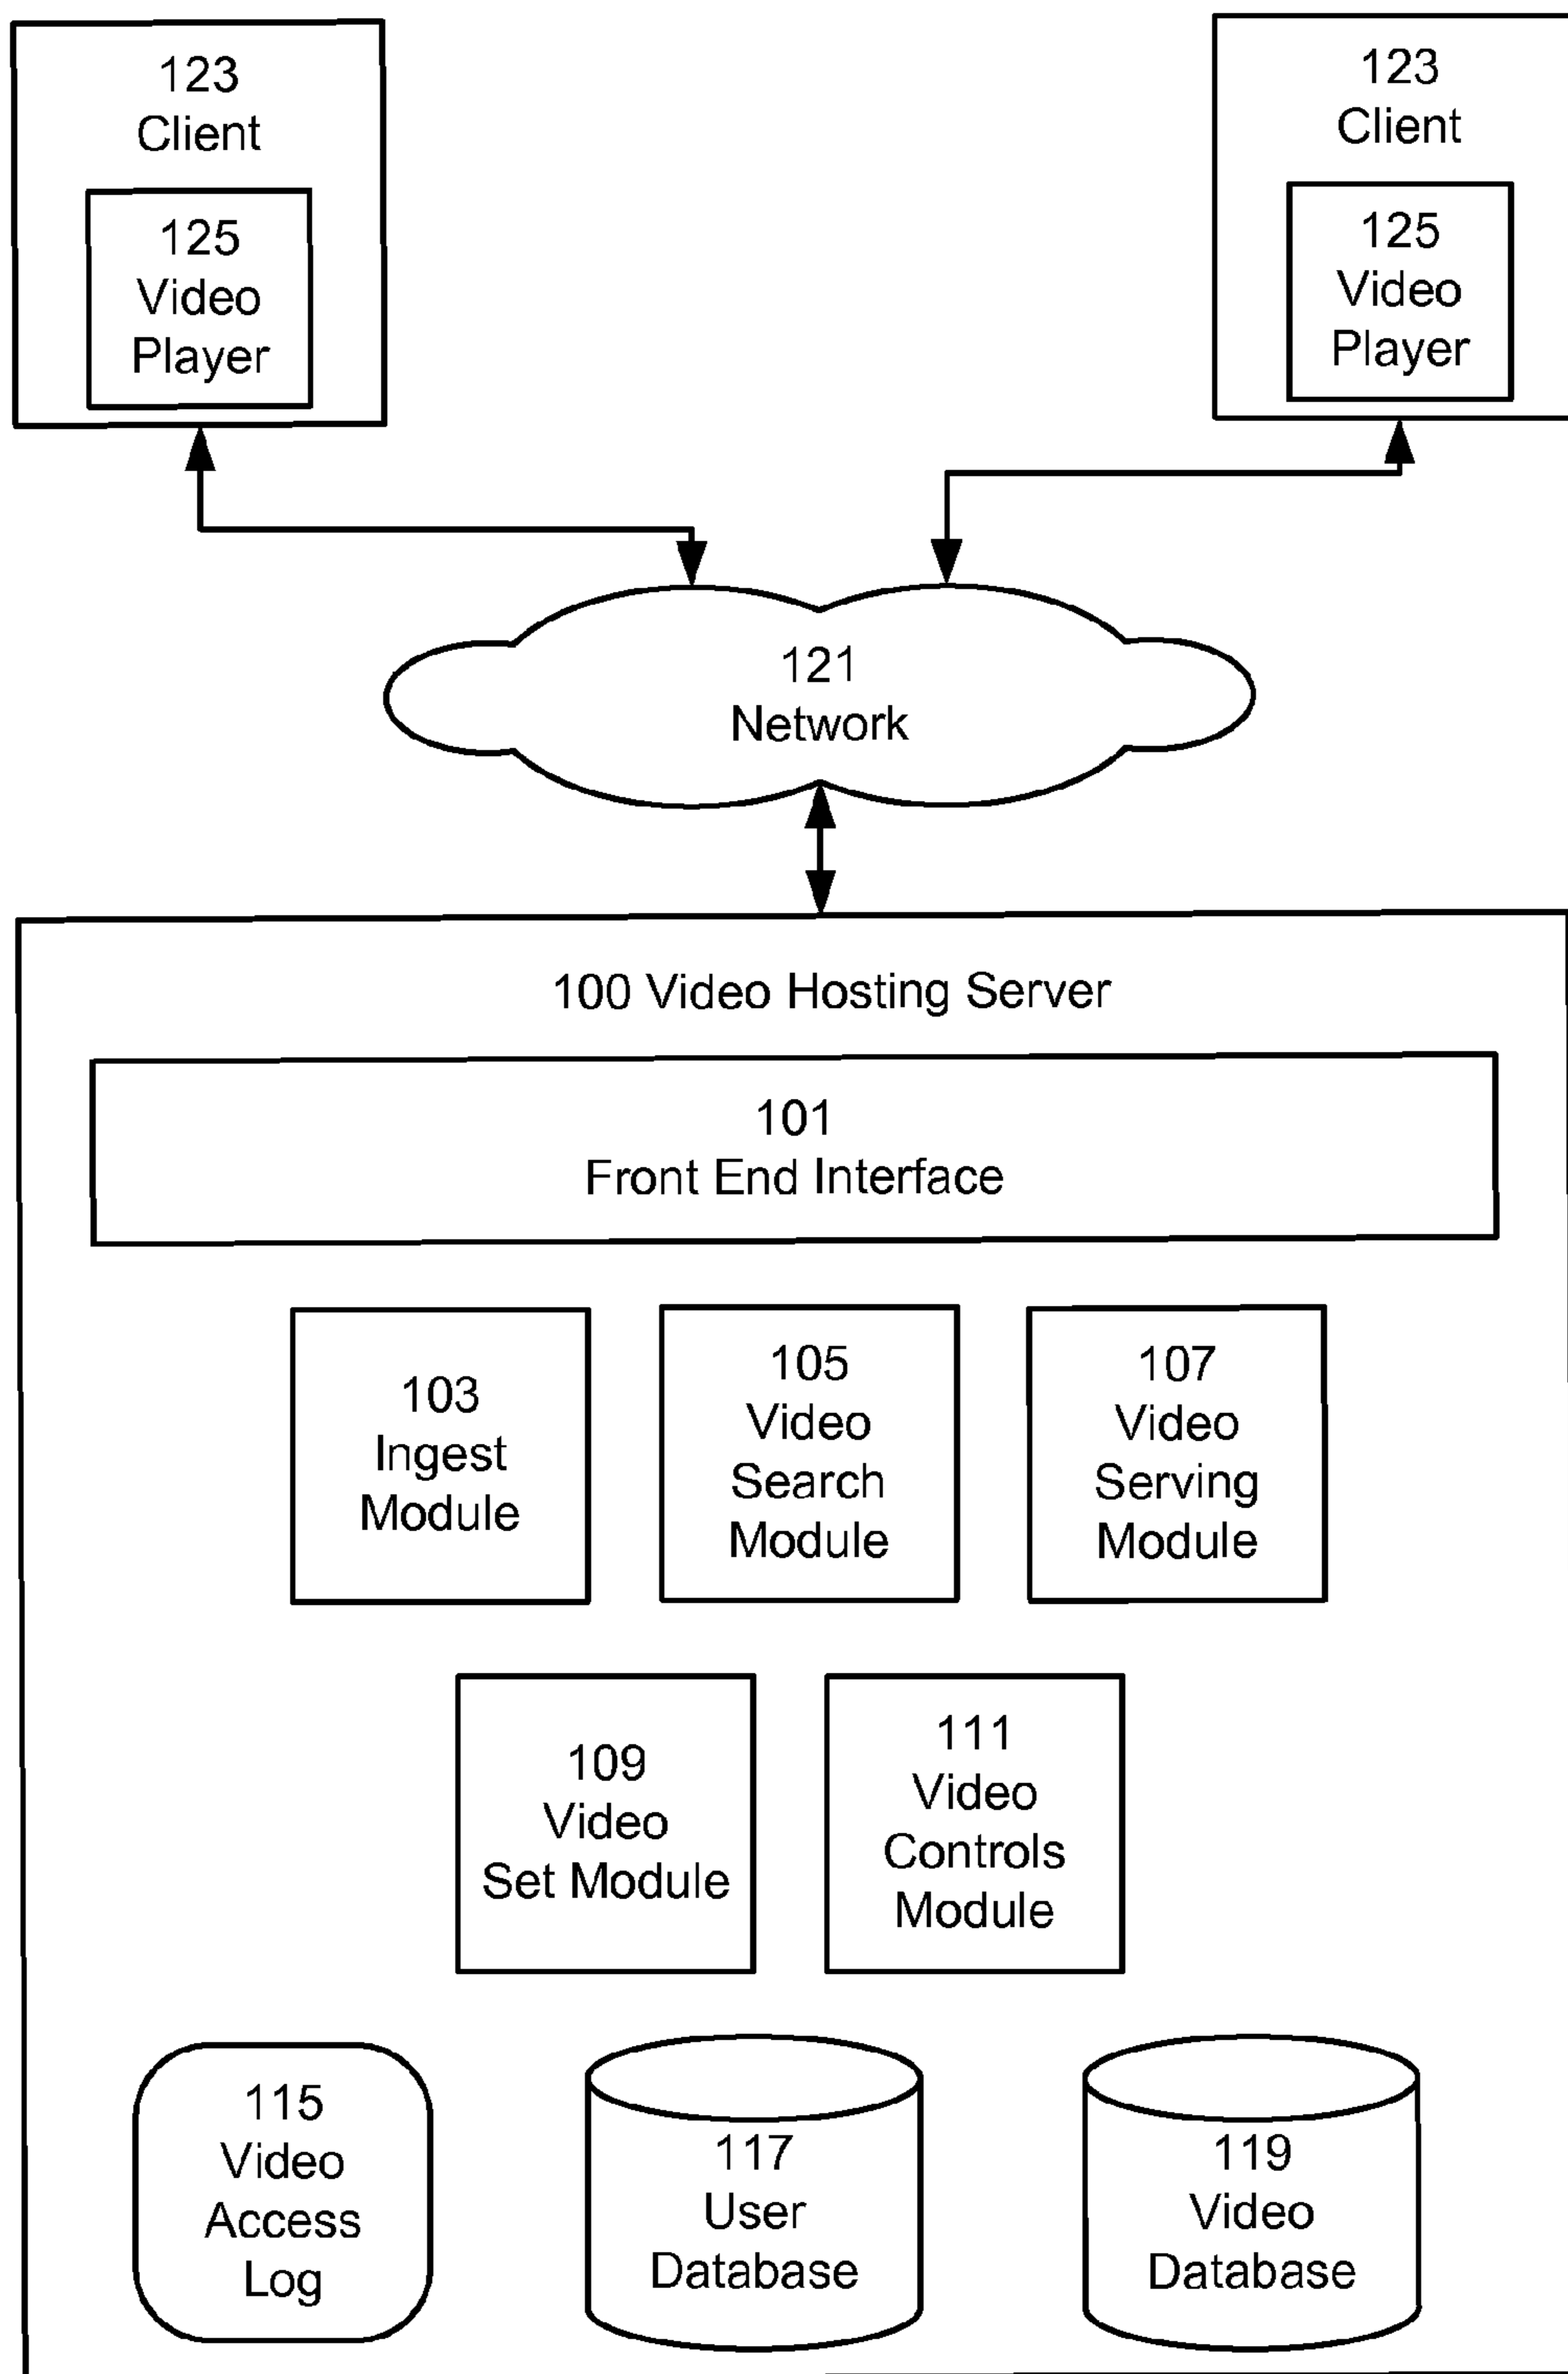 123
Client
125
Video
Player
123
Client
125
Video
Player
121
Network
100 Video Hosting Server
101
Front End Interface
103
Ingest
Module
105
Video
Search
Module
107
Video
Serving
Module
109
Video
Set Module
111
Video
Controls
Module
115
Video
Access
Log
117
User
Database
119
Video
Database